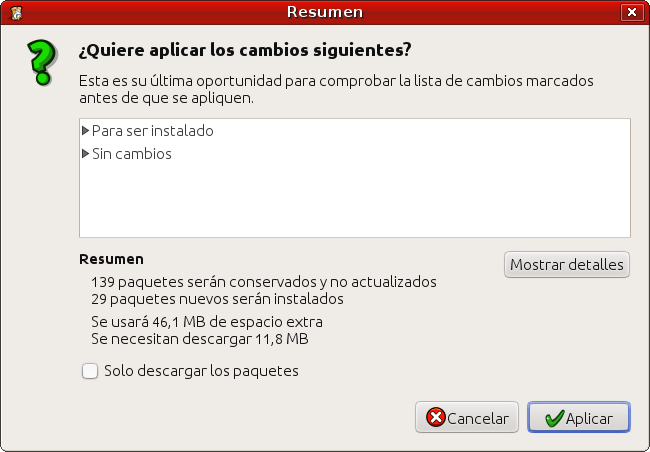 Resumen
¿Quiere aplicar los cambios siguientes?
Esta es su última oportunidad para comprobar la lista de cambios marcados
antes de que se apliquen.
Para ser instalado
Sin cambios
Resumen
Mostrar detalles
139 paquetes serán conservados y no actualizados
29 paquetes nuevos serán instalados
Se usará 46,1 MB de espacio extra
Se necesitan descargar 11,8 MB
Solo descargar los paquetes
Cancelar
Aplicar